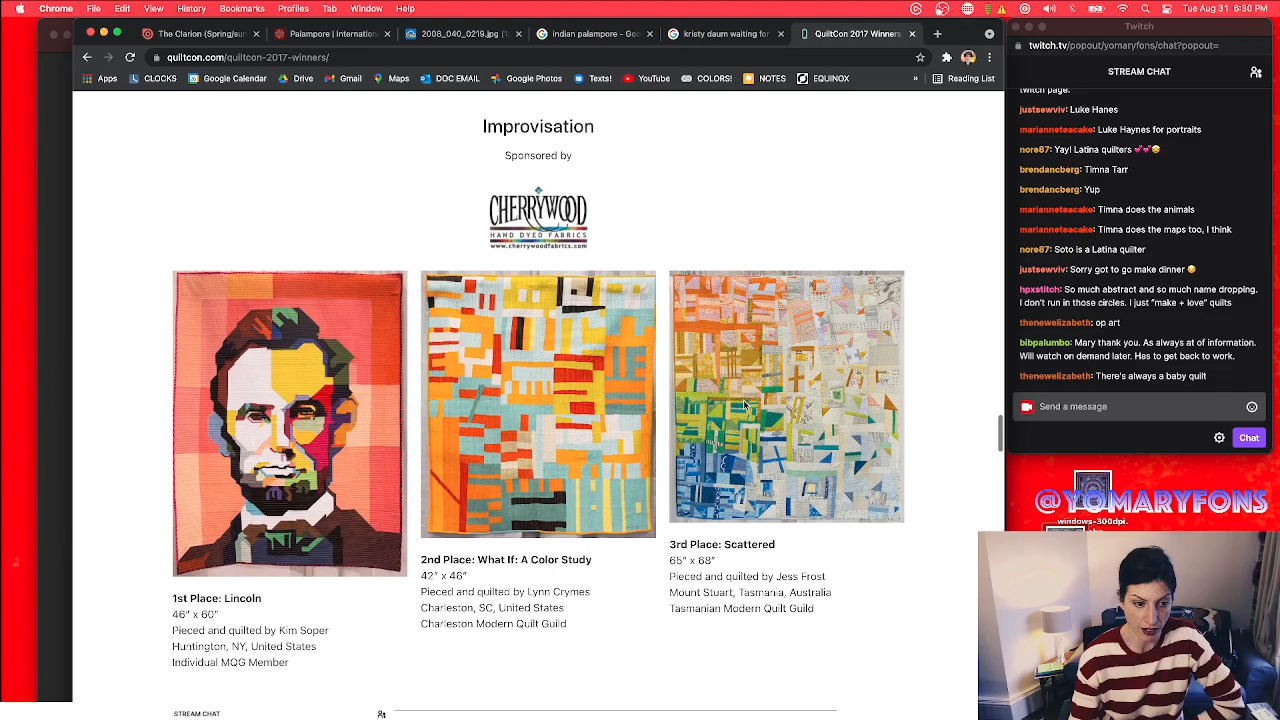 Chrome File Edit View History Bookmarks Profiles Tab Window Help
Tue Aug 31 8:30 PM
The Clarion (Spring/sum
Palampore | Internationa
2008_040_0219.jpg (1
Indian palampore - Goo
kristy daum waiting for
QuiltCon 2017 Winners
quiltcon.com/quiltcon-2017-winners/
Apps CLOCKS Google Calendar Drive Gmail Maps DOC EMAIL Google Photos Texts! YouTube COLORS! NOTES EQUINOX » Reading List
Improvisation
Sponsored by
CHERRYWOOD
HAND DYED FABRICS
www.cherrywoodfabrics.com
1st Place: Lincoln
46" x 60"
Pieced and quilted by Kim Soper
Huntington, NY, United States
Individual MQG Member
2nd Place: What If: A Color Study
42" x 46"
Pieced and quilted by Lynn Crymes
Charleston, SC, United States
Charleston Modern Quilt Guild
3rd Place: Scattered
65" x 68"
Pieced and quilted by Jess Frost
Mount Stuart, Tasmania, Australia
Tasmanian Modern Quilt Guild
STREAM CHAT
Twitch
twitch.tv/popout/yomaryfons/chat?popout=
STREAM CHAT
twitch page.
justsewviv: Luke Hanes
marianneteacake: Luke Haynes for portraits
nore87: Yay! Latina quilters 💕💕🤩
brendancberg: Timna Tarr
brendancberg: Yup
marianneteacake: Timna does the animals
marianneteacake: Timna does the maps too, I think
nore87: Soto is a Latina quilter
justsewviv: Sorry got to go make dinner
hpxstitch: So much abstract and so much name dropping.
I don't run in those circles. I just "make + love" quilts
thenewelizabeth: op art
bibpalumbo: Mary thank you. As always at of information.
Will watch on demand later. Has to get back to work.
thenewelizabeth: There's always a baby quilt
Send a message
Chat
@YOMARYFONS
windows-300dpi.